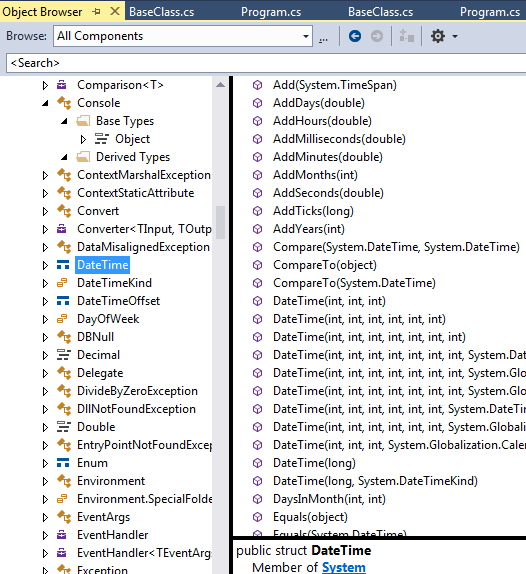 Object Browser BaseClass.cs Program.cs BaseClass.cs Program.cs
Browse: All Components ...
<Search>
Comparison<T>
Console
Base Types
Object
Derived Types
ContextMarshalException
ContextStaticAttribute
Convert
Converter<TInput, TOutp
DataMisalignedException
DateTime
DateTimeKind
DateTimeOffset
DayOfWeek
DBNull
Decimal
Delegate
DivideByZeroException
DllNotFoundException
Double
EntryPointNotFoundExcep
Enum
Environment
Environment.SpecialFolde
EventArgs
EventHandler
EventHandler<TEventArgs
Exception
Add(System.TimeSpan)
AddDays(double)
AddHours(double)
AddMilliseconds(double)
AddMinutes(double)
AddMonths(int)
AddSeconds(double)
AddTicks(long)
AddYears(int)
Compare(System.DateTime, System.DateTime)
CompareTo(object)
CompareTo(System.DateTime)
DateTime(int, int, int)
DateTime(int, int, int, int, int, int)
DateTime(int, int, int, int, int, int, int)
DateTime(int, int, int, int, int, int, int, System.Dat
DateTime(int, int, int, int, int, int, int, System.Glo
DateTime(int, int, int, int, int, int, int, System.Glo
DateTime(int, int, int, int, int, int, System.DateTim
DateTime(int, int, int, int, int, int, System.Globaliz
DateTime(int, int, int, System.Globalization.Caler
DateTime(long)
DateTime(long, System.DateTimeKind)
DaysInMonth(int, int)
Equals(object)
Equals(System.DateTime)
public struct DateTime
Member of System